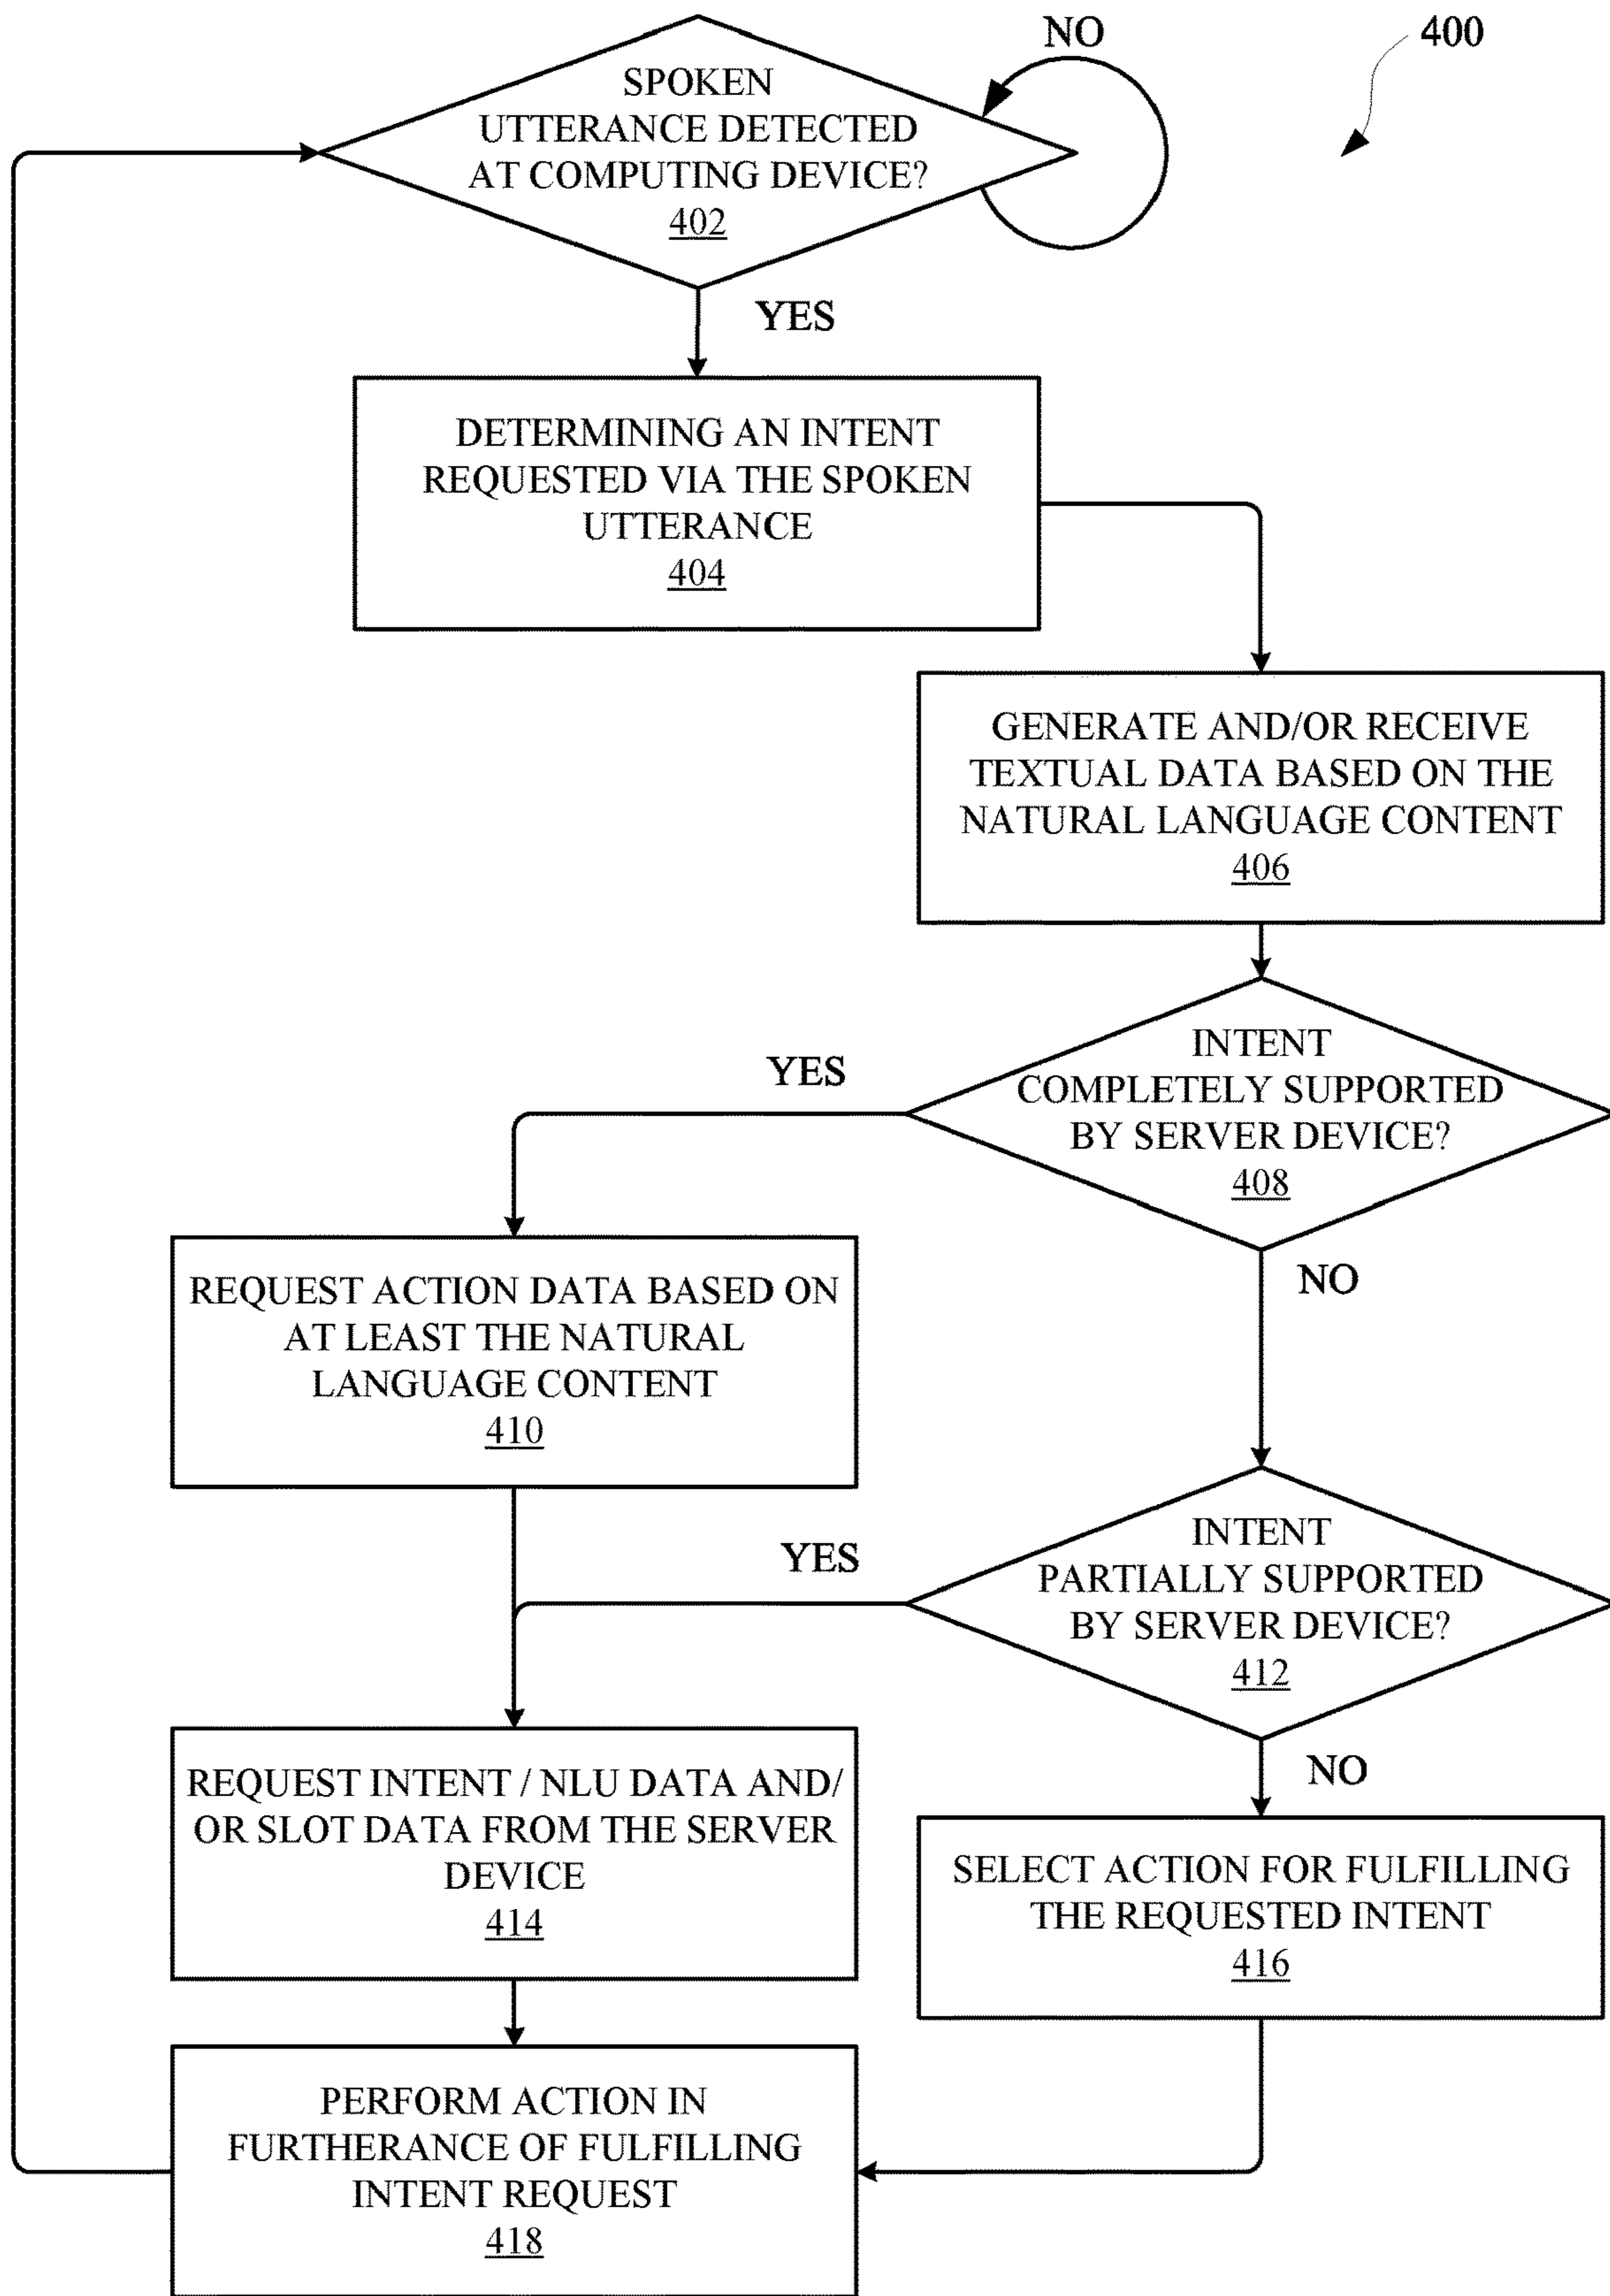 NO
400
SPOKEN
UTTERANCE DETECTED
AT COMPUTING DEVICE?
402
YES
DETERMINING AN INTENT
REQUESTED VIA THE SPOKEN
UTTERANCE
404
GENERATE AND/OR RECEIVE
TEXTUAL DATA BASED ON THE
NATURAL LANGUAGE CONTENT
406
INTENT
COMPLETELY SUPPORTED
BY SERVER DEVICE?
408
YES
NO
REQUEST ACTION DATA BASED ON
AT LEAST THE NATURAL
LANGUAGE CONTENT
410
INTENT
PARTIALLY SUPPORTED
BY SERVER DEVICE?
412
YES
NO
REQUEST INTENT / NLU DATA AND/
OR SLOT DATA FROM THE SERVER
DEVICE
414
SELECT ACTION FOR FULFILLING
THE REQUESTED INTENT
416
PERFORM ACTION IN
FURTHERANCE OF FULFILLING
INTENT REQUEST
418